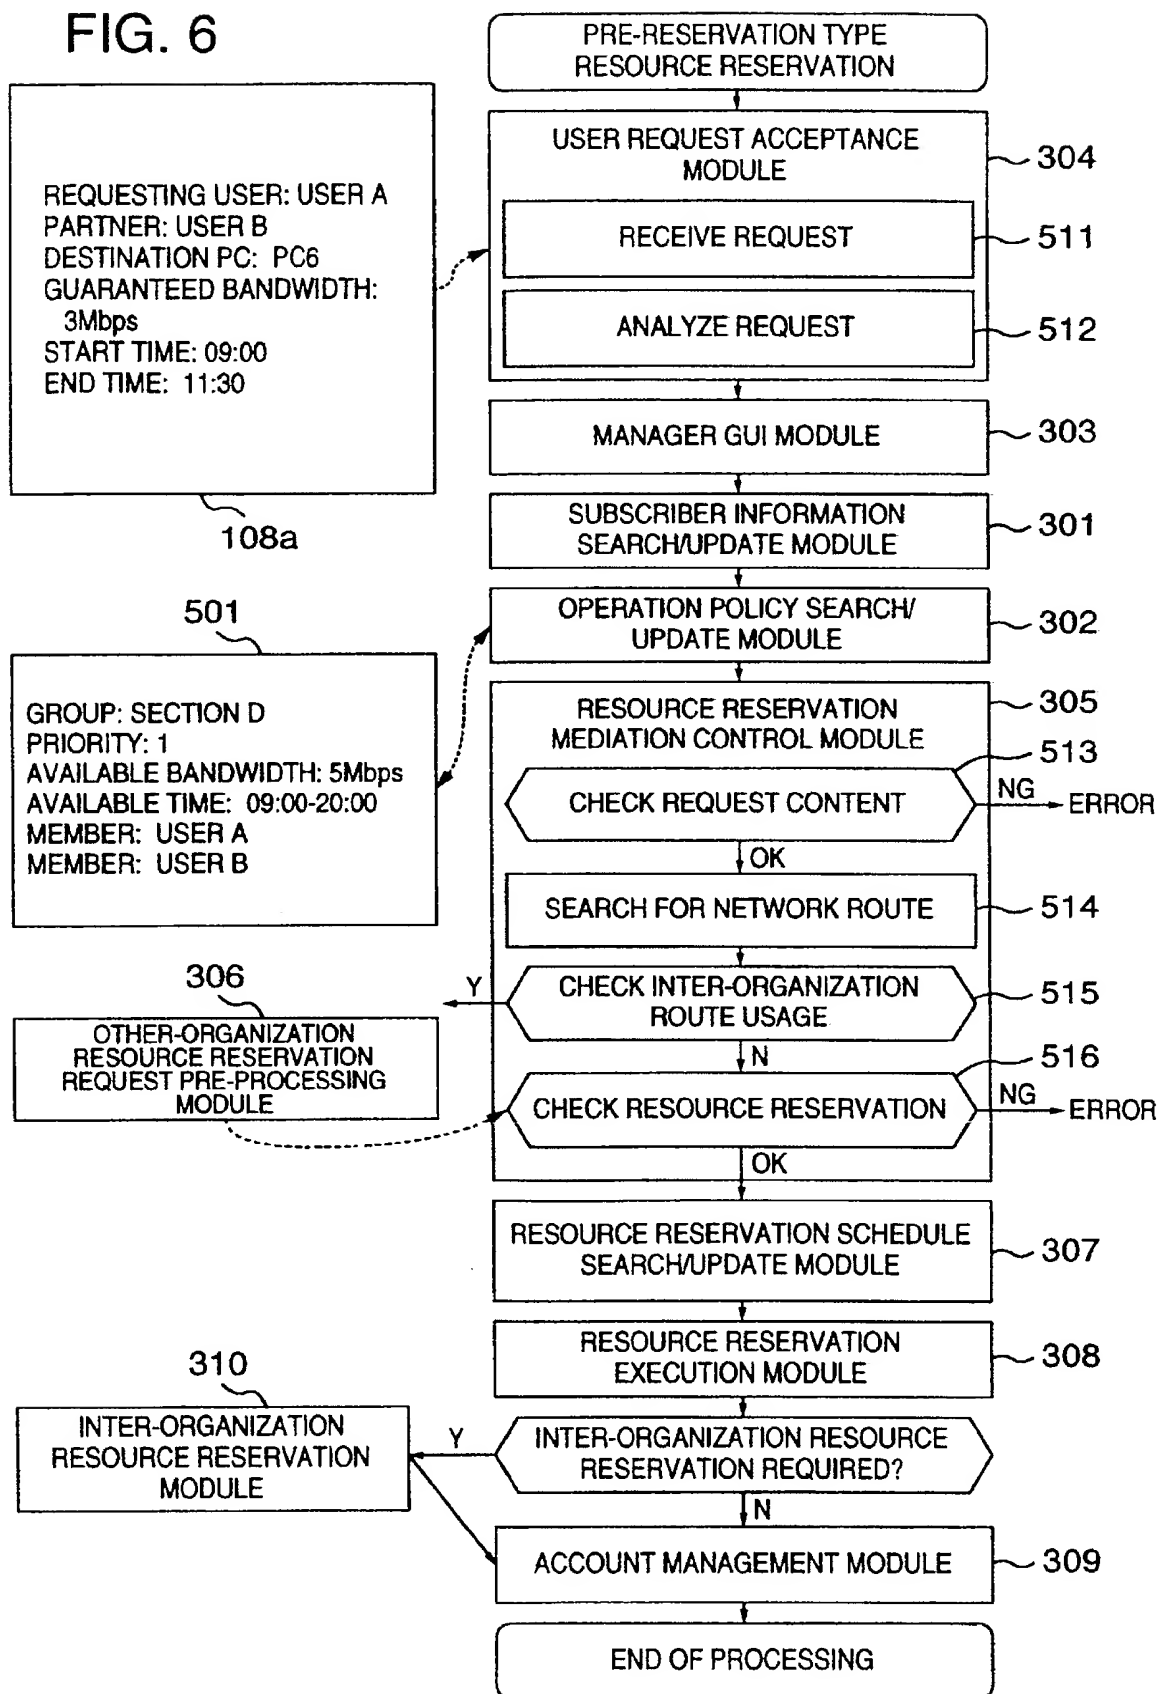 FIG. 6
PRE-RESERVATION TYPE
RESOURCE RESERVATION
REQUESTING USER: USER A
PARTNER: USER B
DESTINATION PC: PC6
GUARANTEED BANDWIDTH:
3Mbps
START TIME: 09:00
END TIME: 11:30
108a
USER REQUEST ACCEPTANCE
MODULE
304
RECEIVE REQUEST
511
ANALYZE REQUEST
512
MANAGER GUI MODULE
303
SUBSCRIBER INFORMATION
SEARCH/UPDATE MODULE
301
OPERATION POLICY SEARCH/
UPDATE MODULE
302
501
GROUP: SECTION D
PRIORITY: 1
AVAILABLE BANDWIDTH: 5Mbps
AVAILABLE TIME: 09:00-20:00
MEMBER: USER A
MEMBER: USER B
RESOURCE RESERVATION
MEDIATION CONTROL MODULE
305
513
CHECK REQUEST CONTENT
NG
ERROR
OK
SEARCH FOR NETWORK ROUTE
514
CHECK INTER-ORGANIZATION
ROUTE USAGE
515
Y
N
306
OTHER-ORGANIZATION
RESOURCE RESERVATION
REQUEST PRE-PROCESSING
MODULE
516
CHECK RESOURCE RESERVATION
NG
ERROR
OK
RESOURCE RESERVATION SCHEDULE
SEARCH/UPDATE MODULE
307
RESOURCE RESERVATION
EXECUTION MODULE
308
310
INTER-ORGANIZATION
RESOURCE RESERVATION
MODULE
Y
INTER-ORGANIZATION RESOURCE
RESERVATION REQUIRED?
N
ACCOUNT MANAGEMENT MODULE
309
END OF PROCESSING